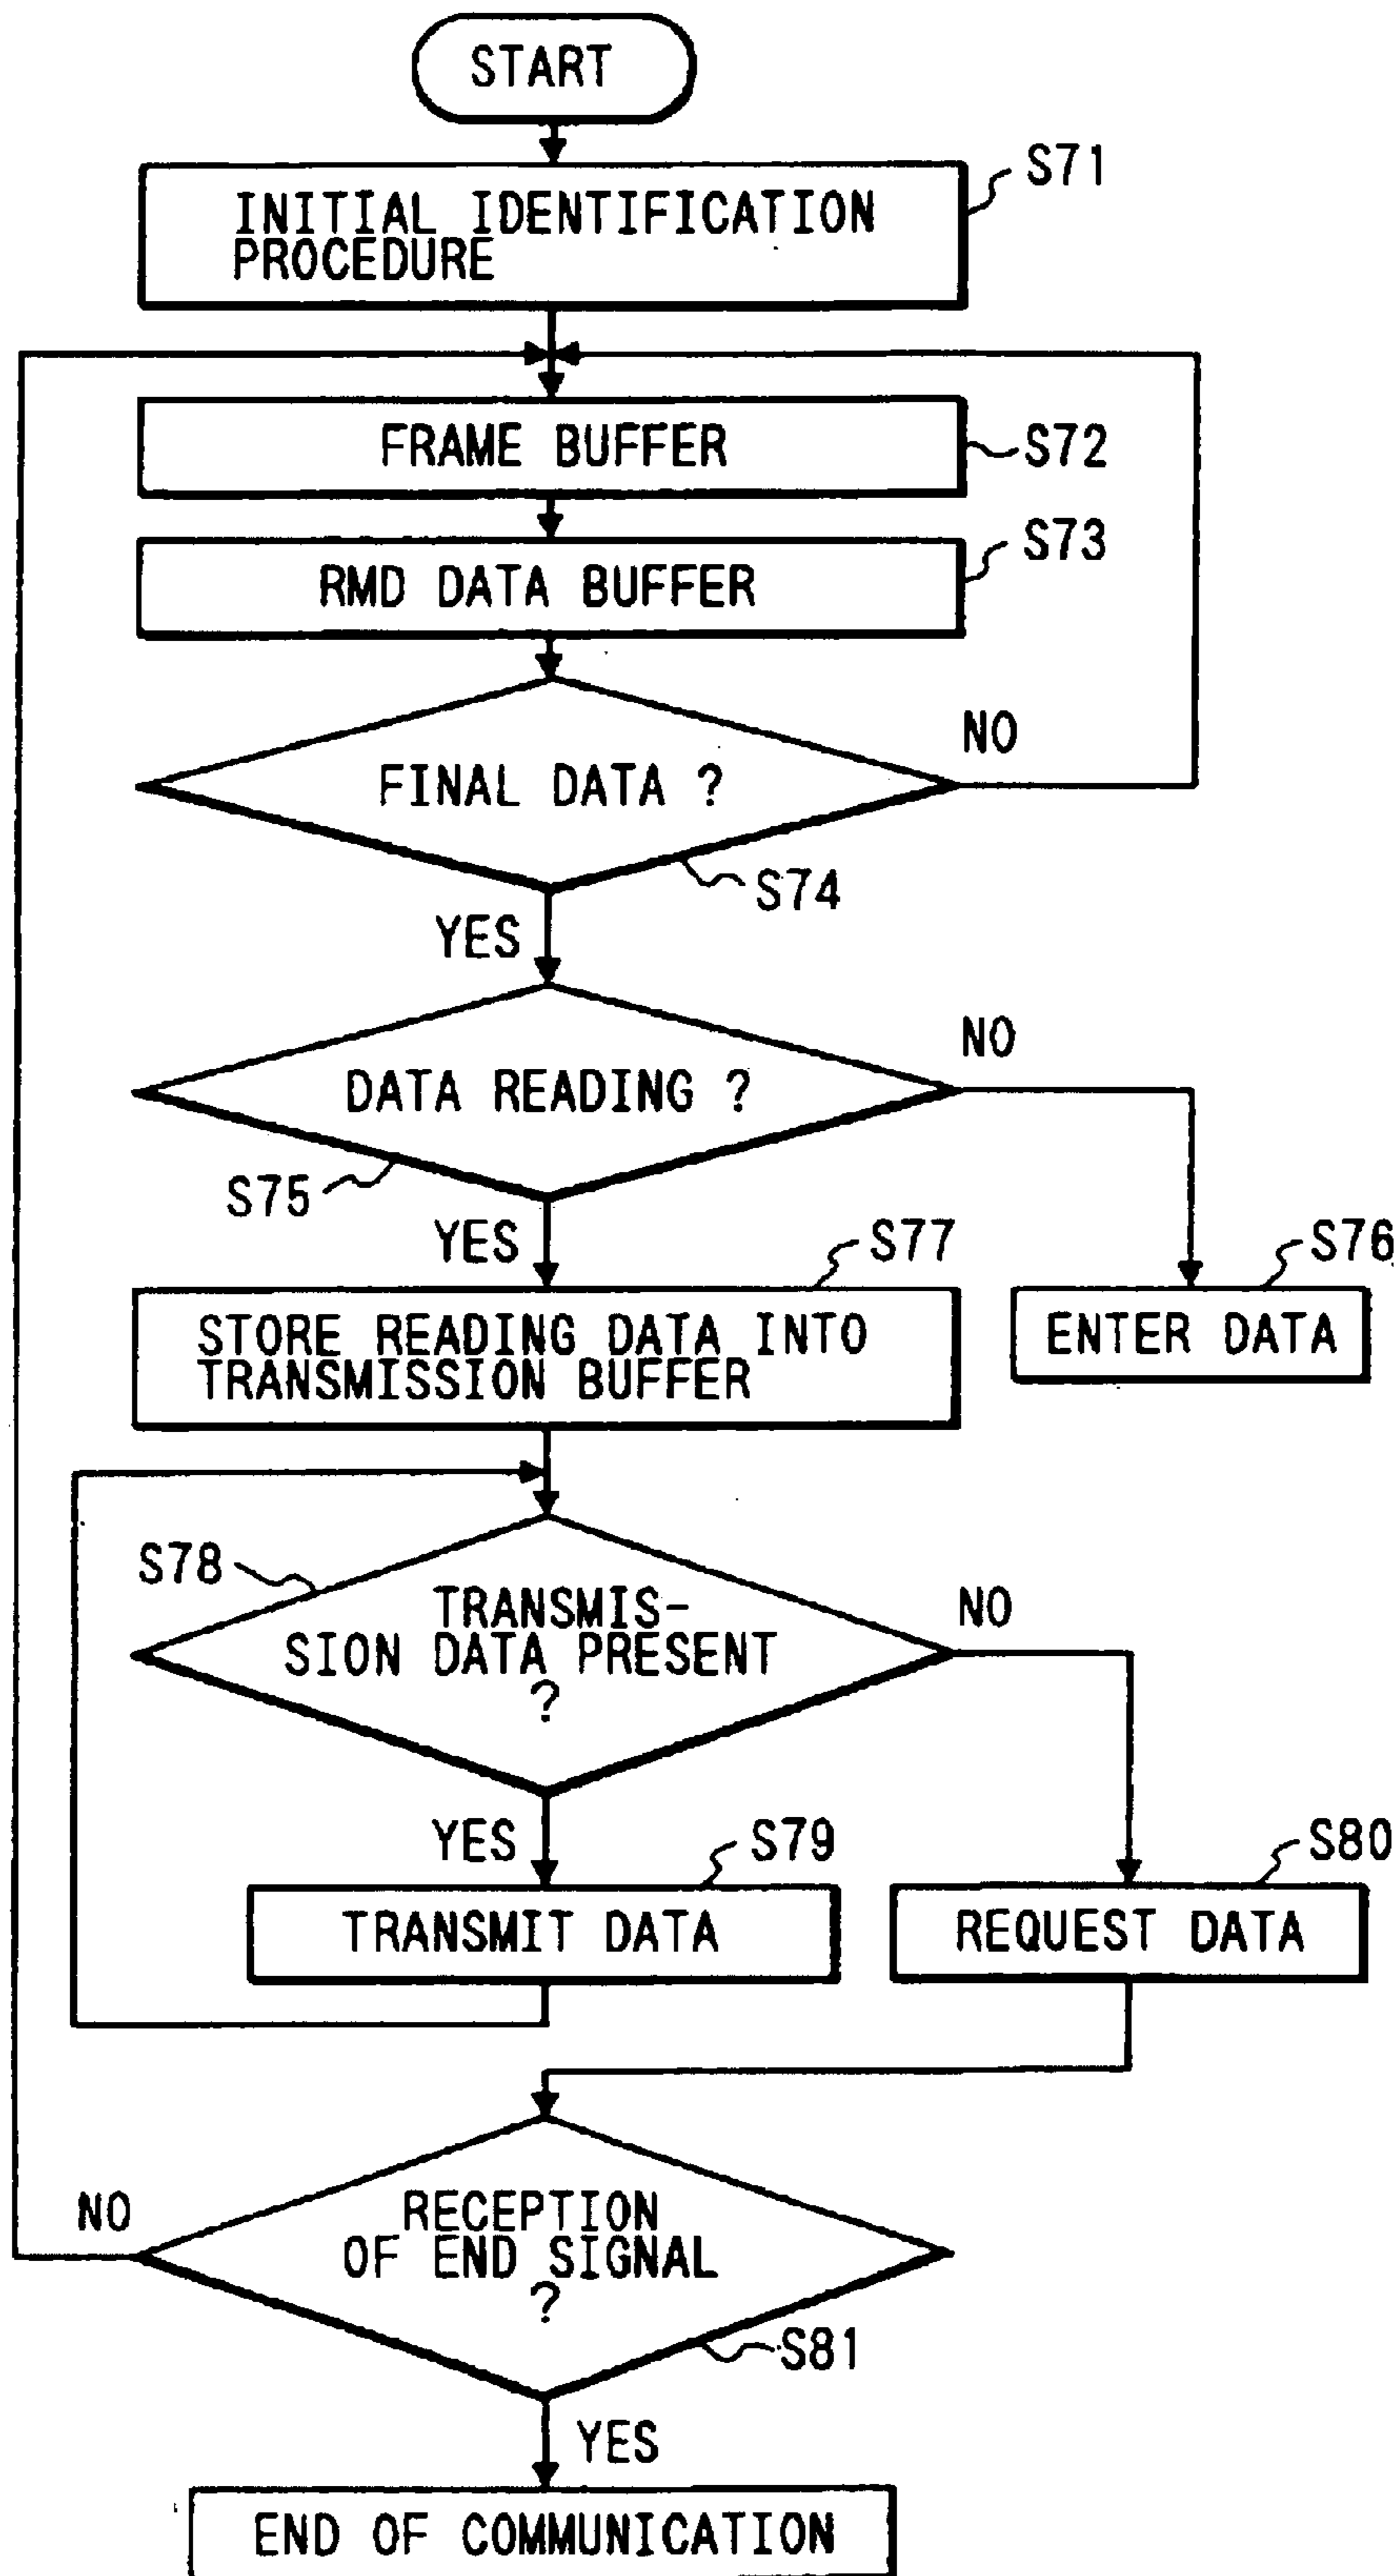 START
S71
INITIAL IDENTIFICATION
PROCEDURE
FRAME BUFFER
S72
S73
RMD DATA BUFFER
NO
FINAL DATA ?
S74
YES
NO
DATA READING ?
S75
YES
S77
S76
STORE READING DATA INTO
TRANSMISSION BUFFER
ENTER DATA
S78
TRANSMIS-
SION DATA PRESENT
?
NO
YES
S79
S80
TRANSMIT DATA
REQUEST DATA
NO
RECEPTION
OF END SIGNAL
?
S81
YES
END OF COMMUNICATION